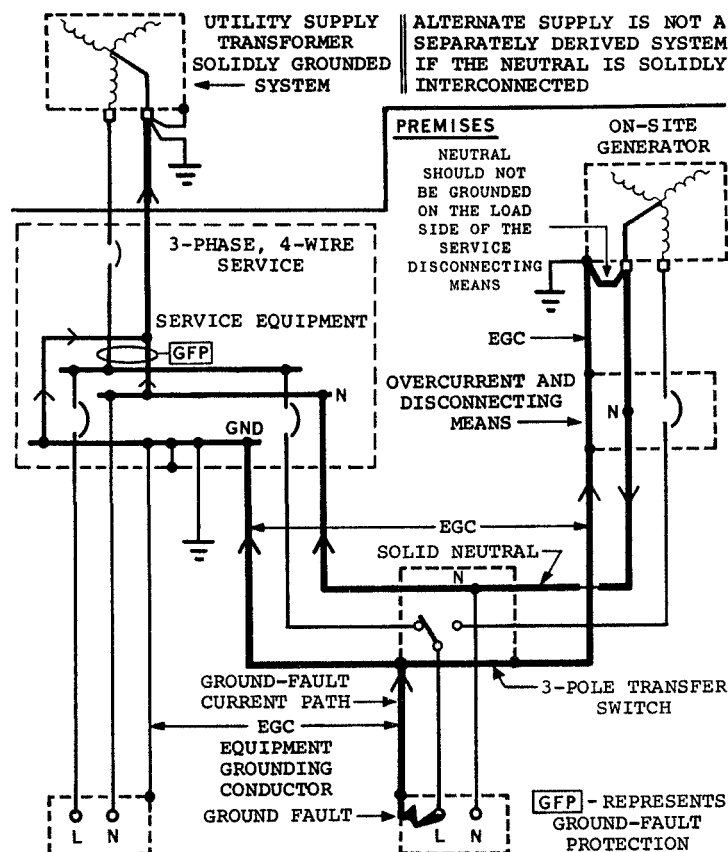 UTILITY SUPPLY
TRANSFORMER
SOLIDLY GROUNDED
SYSTEM
ALTERNATE SUPPLY IS NOT A
SEPARATELY DERIVED SYSTEM
IF THE NEUTRAL IS SOLIDLY
INTERCONNECTED
PREMISES
ON-SITE
GENERATOR
NEUTRAL
SHOULD NOT
BE GROUNDED
ON THE LOAD
SIDE OF THE
SERVICE
DISCONNECTING
MEANS
3-PHASE, 4-WIRE
SERVICE
SERVICE EQUIPMENT
GFP
EGC
N
OVERCURRENT AND
DISCONNECTING
MEANS
N
GND
EGC
SOLID NEUTRAL
N
GROUND-FAULT
CURRENT PATH
3-POLE TRANSFER
SWITCH
EGC
EQUIPMENT
GROUNDING
CONDUCTOR
GROUND FAULT
L N
L N
GFP - REPRESENTS
GROUND-FAULT
PROTECTION